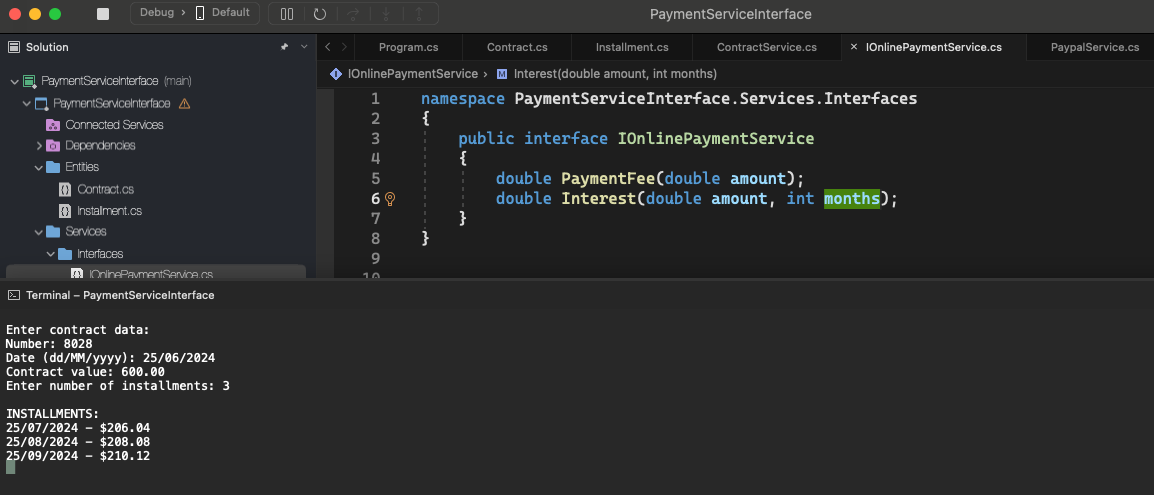 Debug > Default
PaymentServiceInterface
Solution
Program.cs
Contract.cs
Installment.cs
ContractService.cs
IOnlinePaymentService.cs
PaypalService.cs
IOnlinePaymentService › Interest(double amount, int months)
PaymentServiceInterface (main)
PaymentServiceInterface
Connected Services
Dependencies
Entities
Contract.cs
Installment.cs
Services
Interfaces
IOnlinePaymentService.cs
1 namespace PaymentServiceInterface.Services.Interfaces
2 {
3 public interface IOnlinePaymentService
4 {
5 double PaymentFee(double amount);
6 double Interest(double amount, int months);
7 }
8 }
9
10
Terminal – PaymentServiceInterface
Enter contract data:
Number: 8028
Date (dd/MM/yyyy): 25/06/2024
Contract value: 600.00
Enter number of installments: 3
INSTALLMENTS:
25/07/2024 - $206.04
25/08/2024 - $208.08
25/09/2024 - $210.12